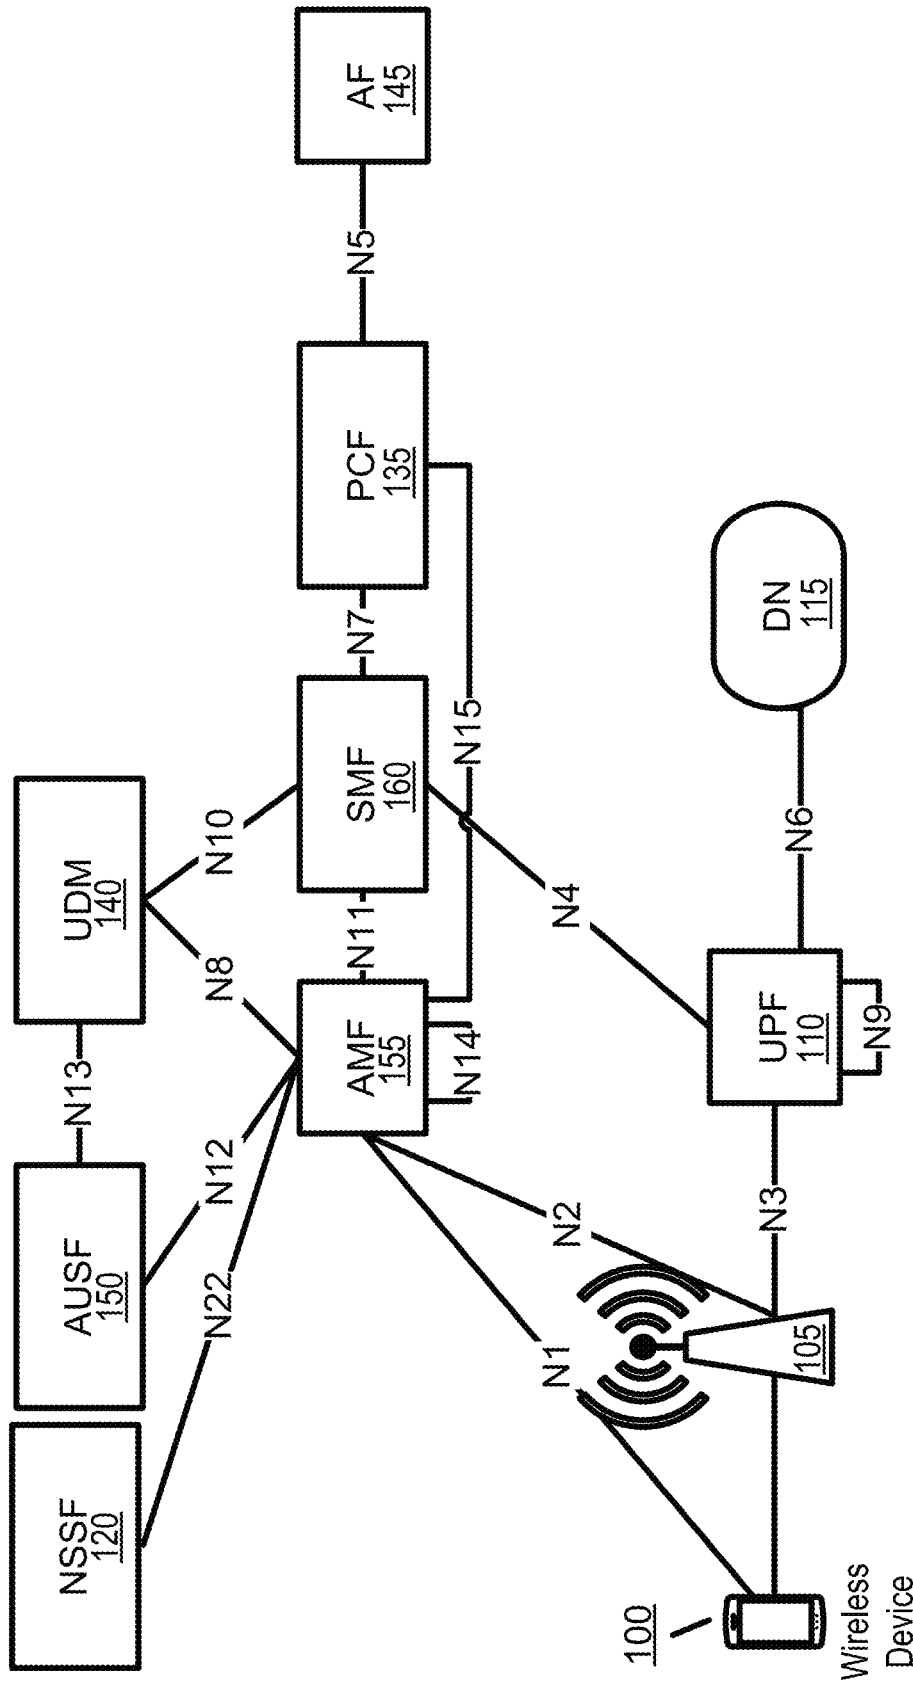 NSSF
120
AUSF
150
N13
UDM
140
N22
N12
N8
N10
AMF
155
N11
SMF
160
N7
PCF
135
N5
AF
145
N14
N15
N1
N2
N4
100
Wireless
Device
105
N3
UPF
110
N9
N6
DN
115